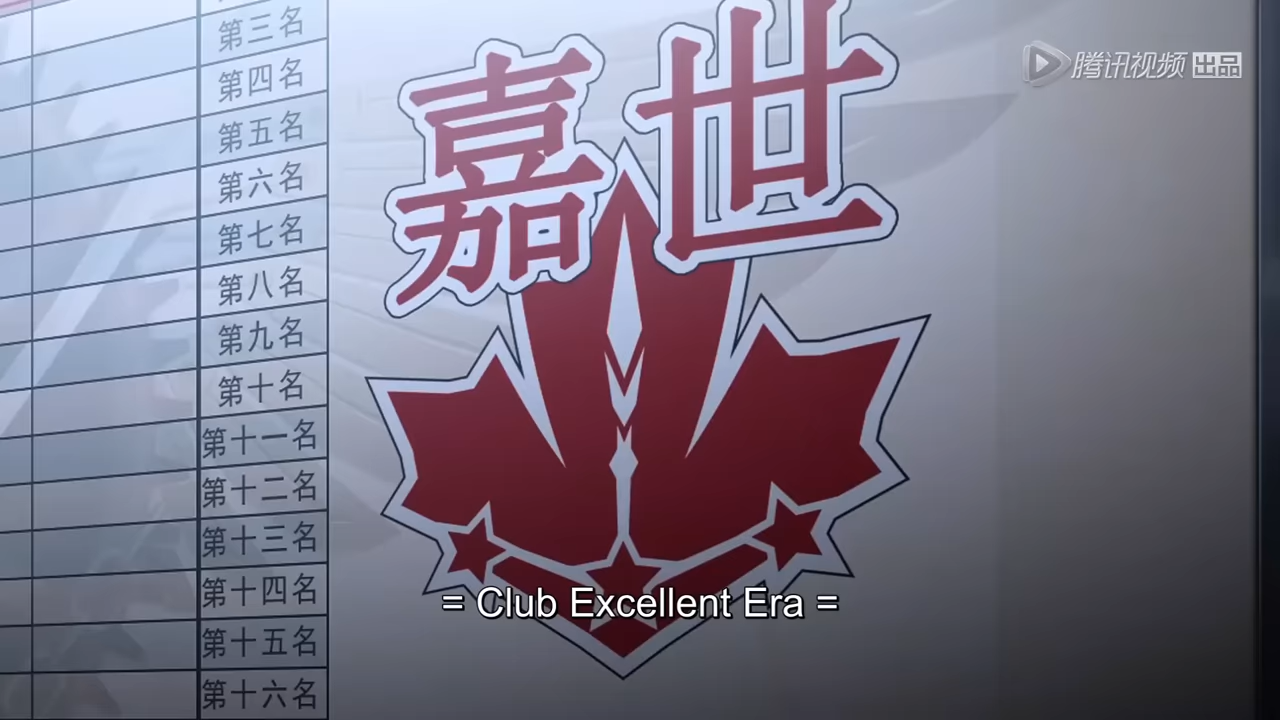 第三名
第四名
第五名
第六名
第七名
第八名
第九名
第十名
第十一名
第十二名
第十三名
第十四名
第十五名
第十六名
嘉世
腾讯视频 出品
= Club Excellent Era =